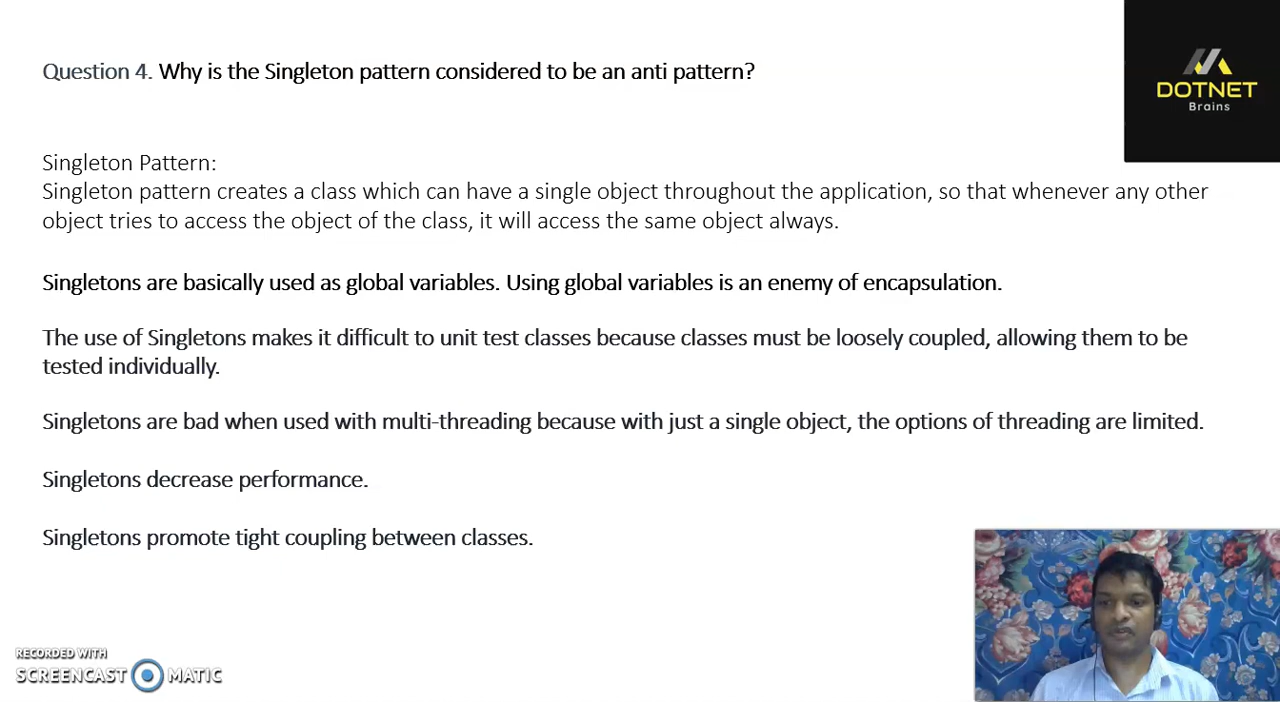 Question 4. Why is the Singleton pattern considered to be an anti pattern?
DOTNET
Brains
Singleton Pattern:
Singleton pattern creates a class which can have a single object throughout the application, so that whenever any other
object tries to access the object of the class, it will access the same object always.
Singletons are basically used as global variables. Using global variables is an enemy of encapsulation.
The use of Singletons makes it difficult to unit test classes because classes must be loosely coupled, allowing them to be
tested individually.
Singletons are bad when used with multi-threading because with just a single object, the options of threading are limited.
Singletons decrease performance.
Singletons promote tight coupling between classes.
RECORDED WITH
SCREENCAST MATIC